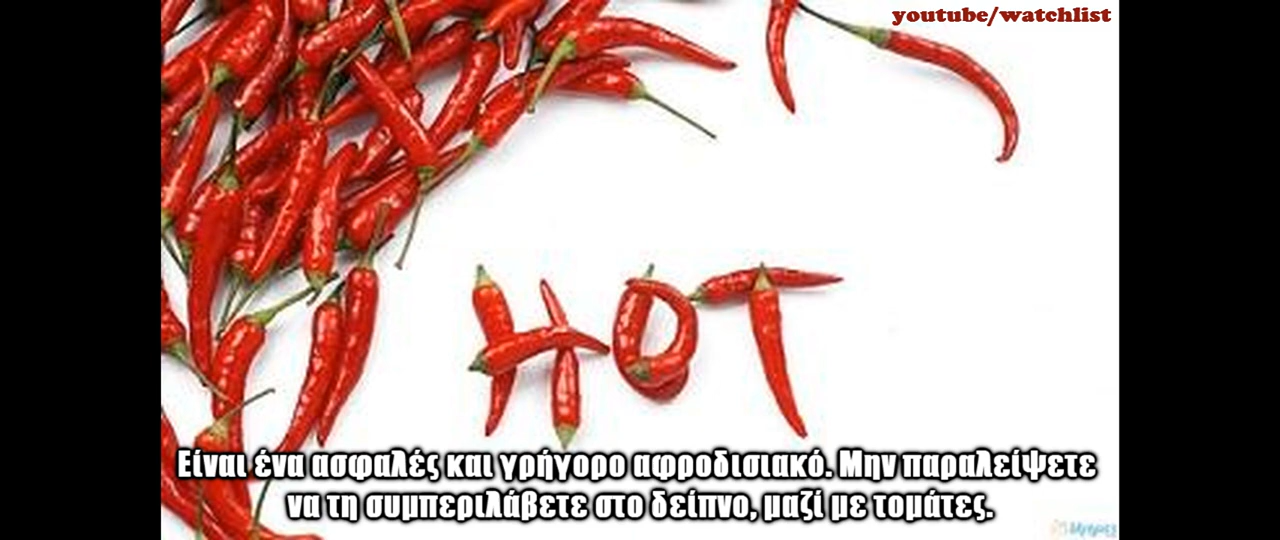 youtube/watchlist
HOT
Είναι ένα ασφαλές και γρήγορο αφροδισιακό. Μην παραλείψετε
να τη συμπεριλάβετε στο δείπνο, μαζί με τομάτες.